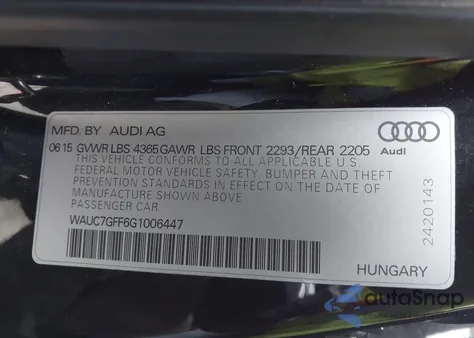 MFD. BY AUDI AG
Audi
06 15 GVWR LBS 4365 GAWR LBS FRONT 2293/REAR 2205
THIS VEHICLE CONFORMS TO ALL APPLICABLE U.S.
FEDERAL MOTOR VEHICLE SAFETY, BUMPER AND THEFT
PREVENTION STANDARDS IN EFFECT ON THE DATE OF
MANUFACTURE SHOWN ABOVE
PASSENGER CAR
WAUC7GFF6G1006447
2420143
HUNGARY
autoSnap